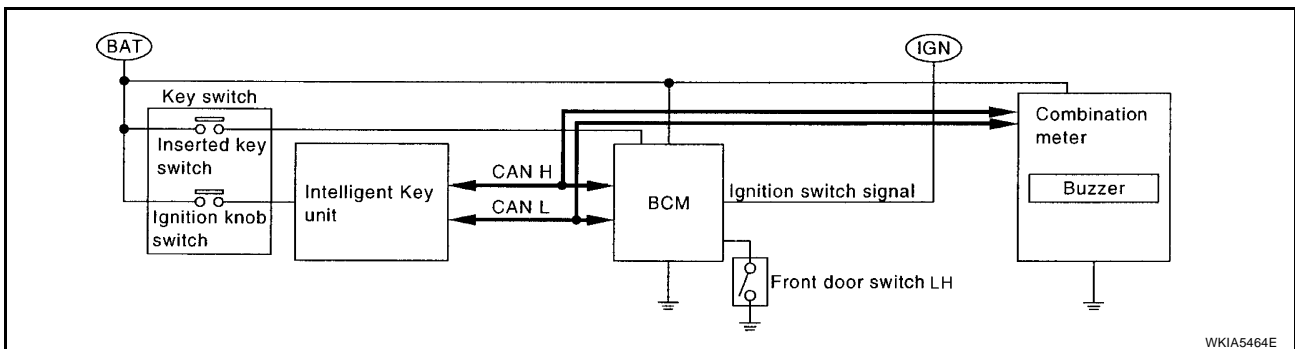 BAT
IGN
Key switch
Inserted key
switch
Ignition knob
switch
Intelligent Key
unit
CAN H
CAN L
BCM
Ignition switch signal
Front door switch LH
Combination
meter
Buzzer
WKIA5464E